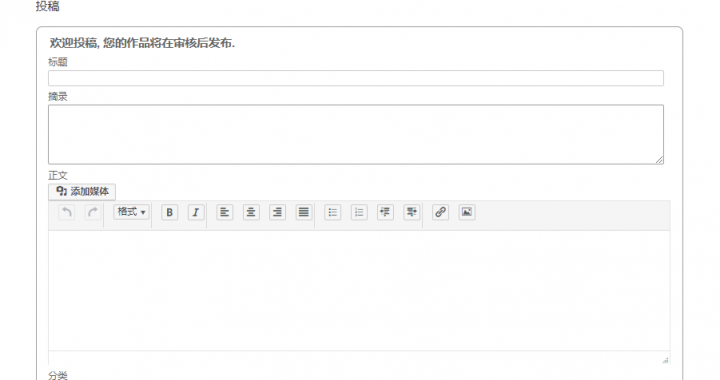 投稿
欢迎投稿, 您的作品将在审核后发布.
标题
摘录
正文
添加媒体
格式 B I
分类